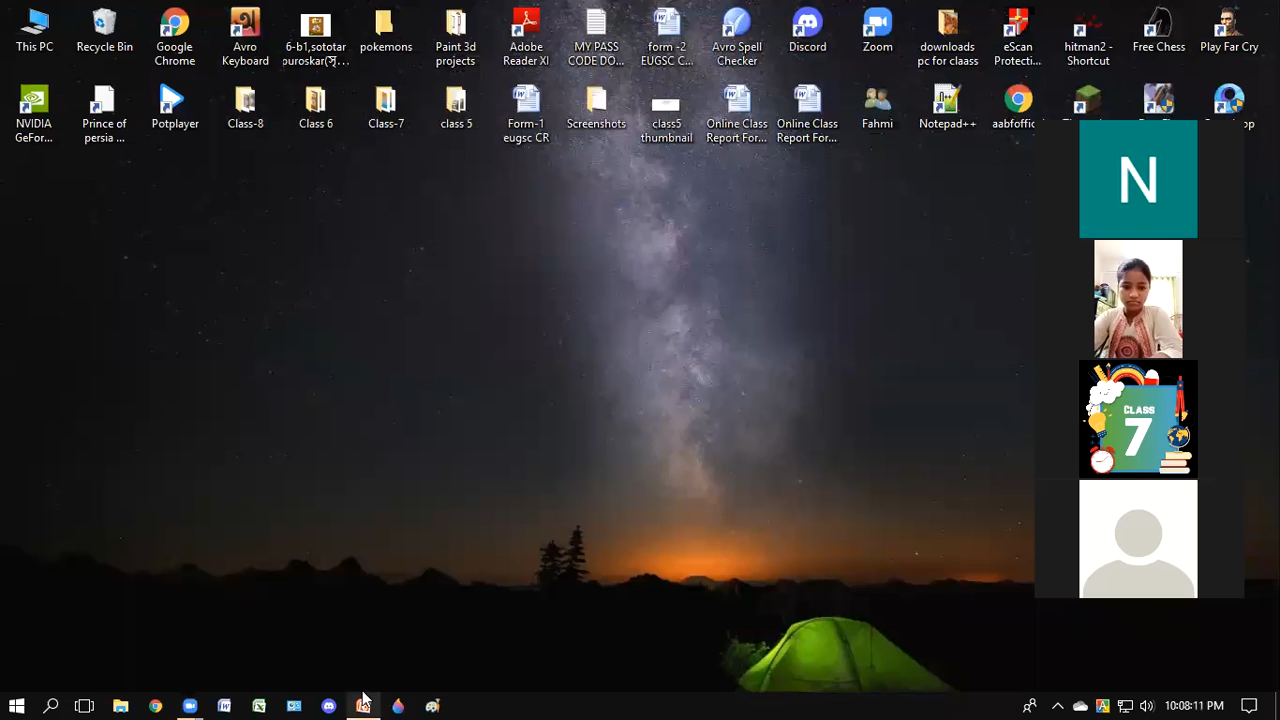 This PC
Recycle Bin
Google
Chrome
Avro
Keyboard
6-b1,sototar
puroskar(সু...
pokemons
Paint 3d
projects
Adobe
Reader XI
MY PASS
CODE DO...
form -2
EUGSC C...
Avro Spell
Checker
Discord
Zoom
downloads
pc for claass
eScan
Protecti...
hitman2 -
Shortcut
Free Chess
Play Far Cry
NVIDIA
GeFor...
Prince of
persia ...
Potplayer
Class-8
Class 6
Class-7
class 5
Form-1
eugsc CR
Screenshots
class5
thumbnail
Online Class
Report For...
Online Class
Report For...
Fahmi
Notepad++
aabfoffic
N
CLASS
7
10:08:11 PM